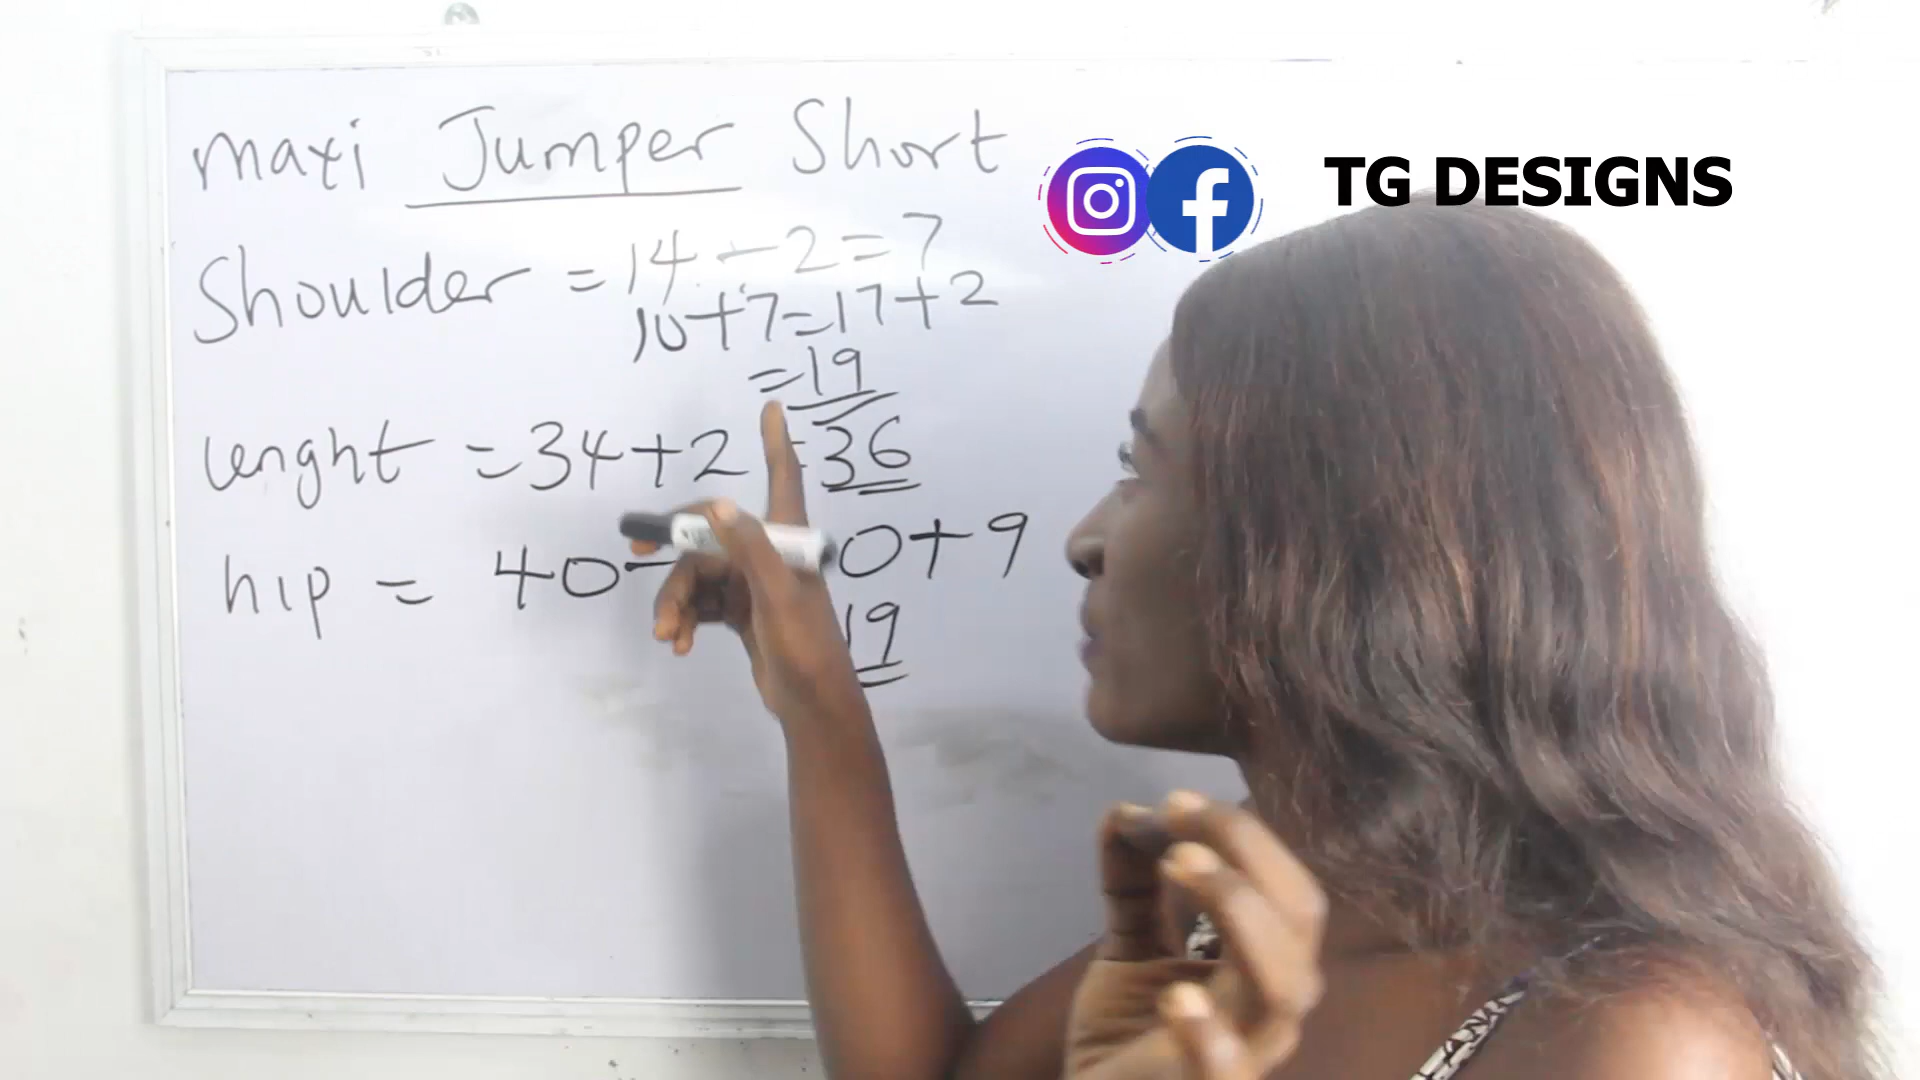 maxi Jumper Short
TG DESIGNS
Shoulder = 14 - 2 = 7
10+7=17+2
=19
lenght = 34+2 = 36
hip = 40 0+9
19